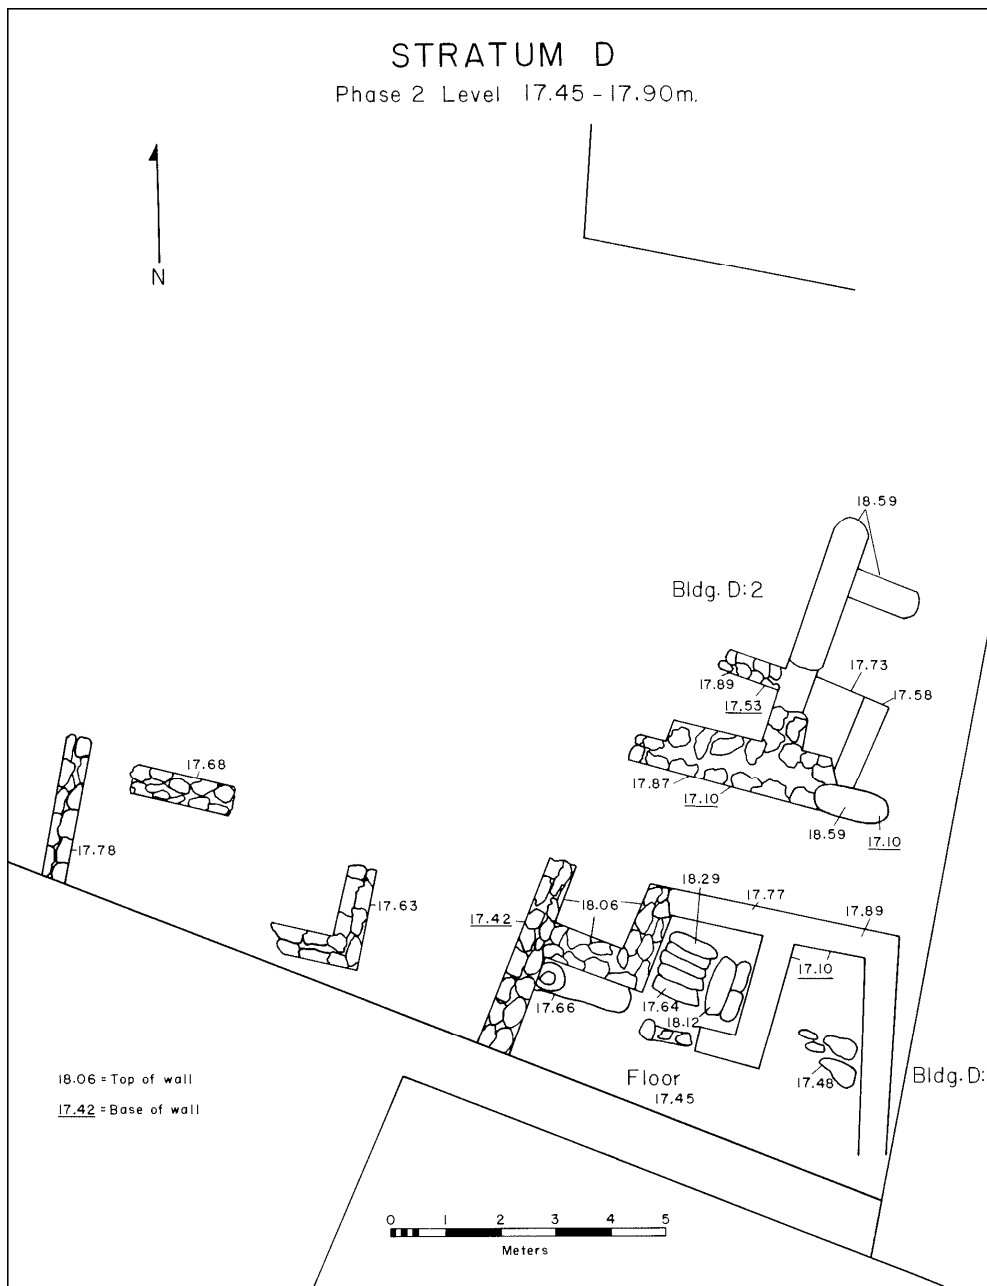 STRATUM D
Phase 2 Level 17.45-17.90m.
N
18.59
Bldg. D:2
17.73
17.89
17.58
17.53
17.68
17.87
17.10
18.59
17.10
17.78
18.29
17.77
17.63
18.06
17.89
17.42
17.10
17.66
17.64
18.12
17.48
Floor
17.45
Bldg. D:
18.06 = Top of wall
17.42 = Base of wall
0 1 2 3 4 5
Meters